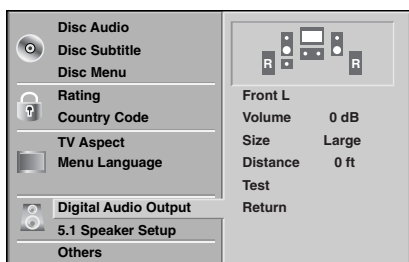 Disc Audio
Disc Subtitle
Disc Menu
Rating
Country Code
TV Aspect
Menu Language
Digital Audio Output
5.1 Speaker Setup
Others
R R
Front L
Volume 0 dB
Size Large
Distance 0 ft
Test
Return